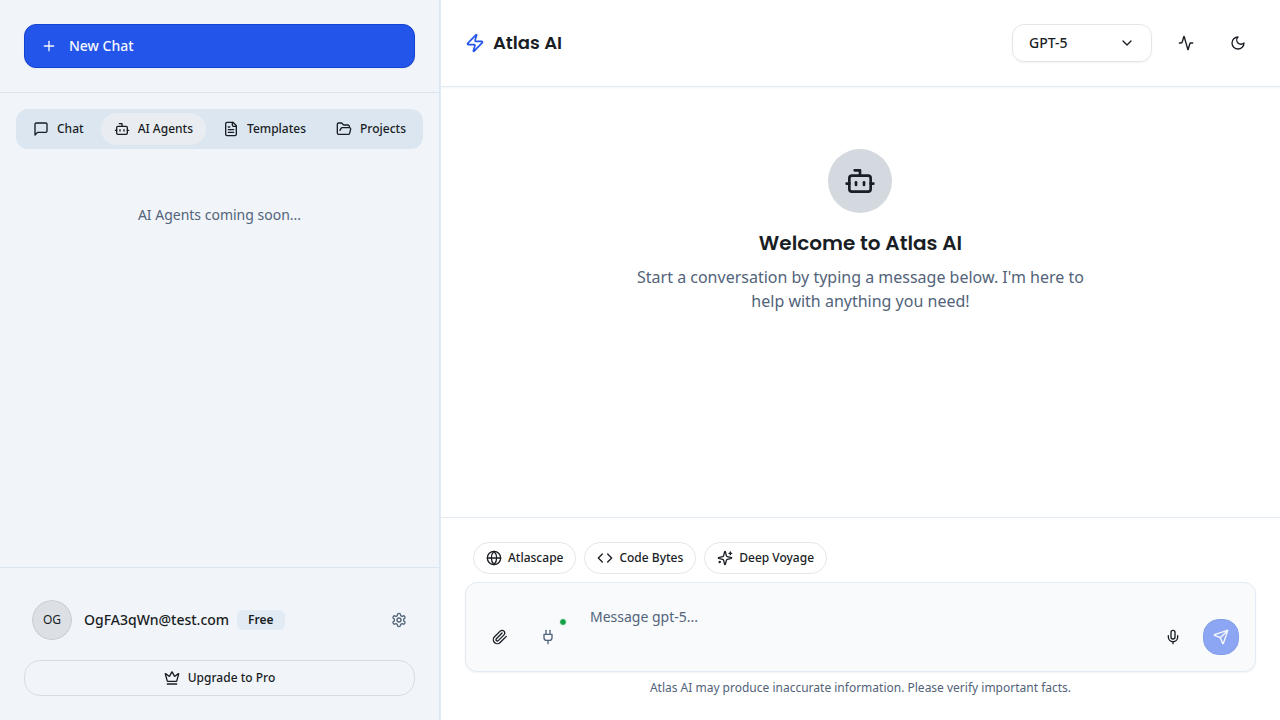 New Chat
Chat
AI Agents
Templates
Projects
AI Agents coming soon...
OG
OgFA3qWn@test.com
Free
Upgrade to Pro
Atlas AI
GPT-5
Welcome to Atlas AI
Start a conversation by typing a message below. I'm here to
help with anything you need!
Atlascape
Code Bytes
Deep Voyage
Message gpt-5...
Atlas AI may produce inaccurate information. Please verify important facts.